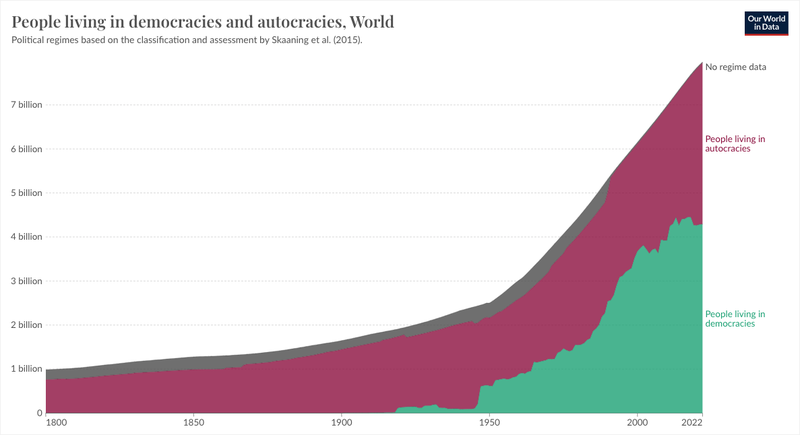 People living in democracies and autocracies, World
Political regimes based on the classification and assessment by Skaaning et al. (2015).
Our World
in Data
No regime data
7 billion
People living in
autocracies
6 billion
5 billion
4 billion
3 billion
People living in
democracies
2 billion
1 billion
0
1800
1850
1900
1950
2000
2022